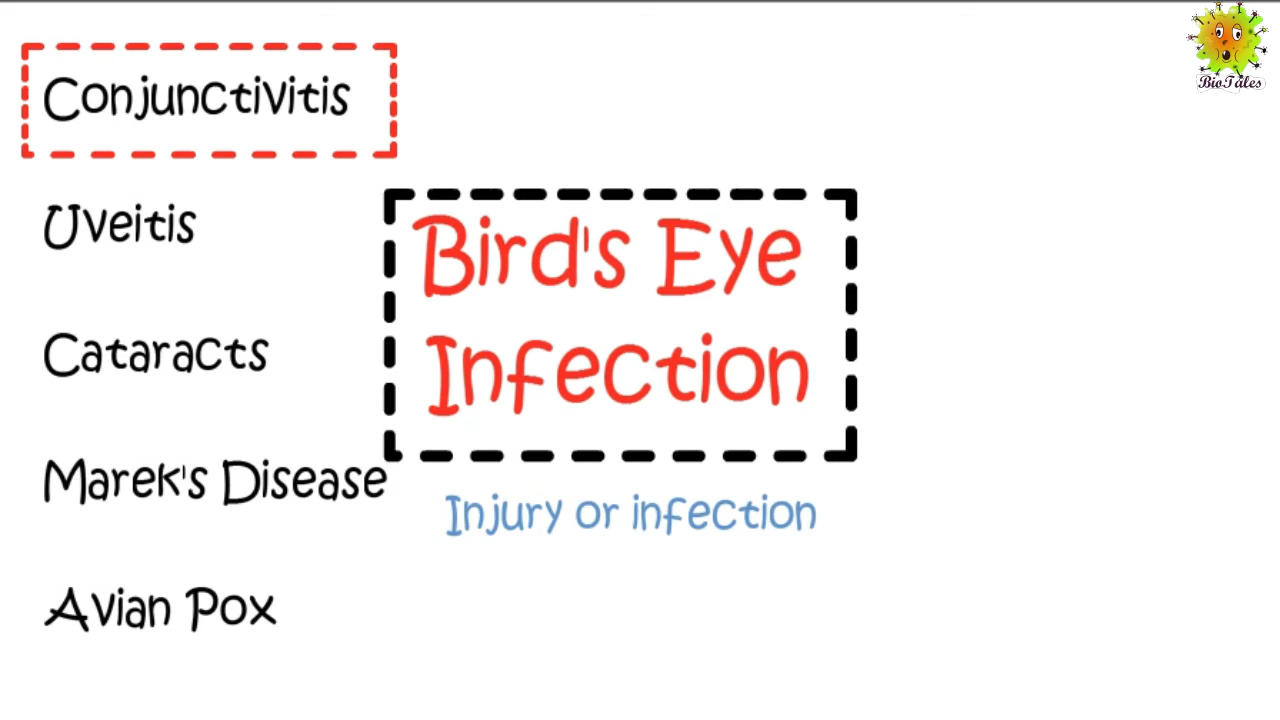 Conjunctivitis
Uveitis
Cataracts
Marek's Disease
Avian Pox
Bird's Eye
Infection
Injury or infection
BioTales